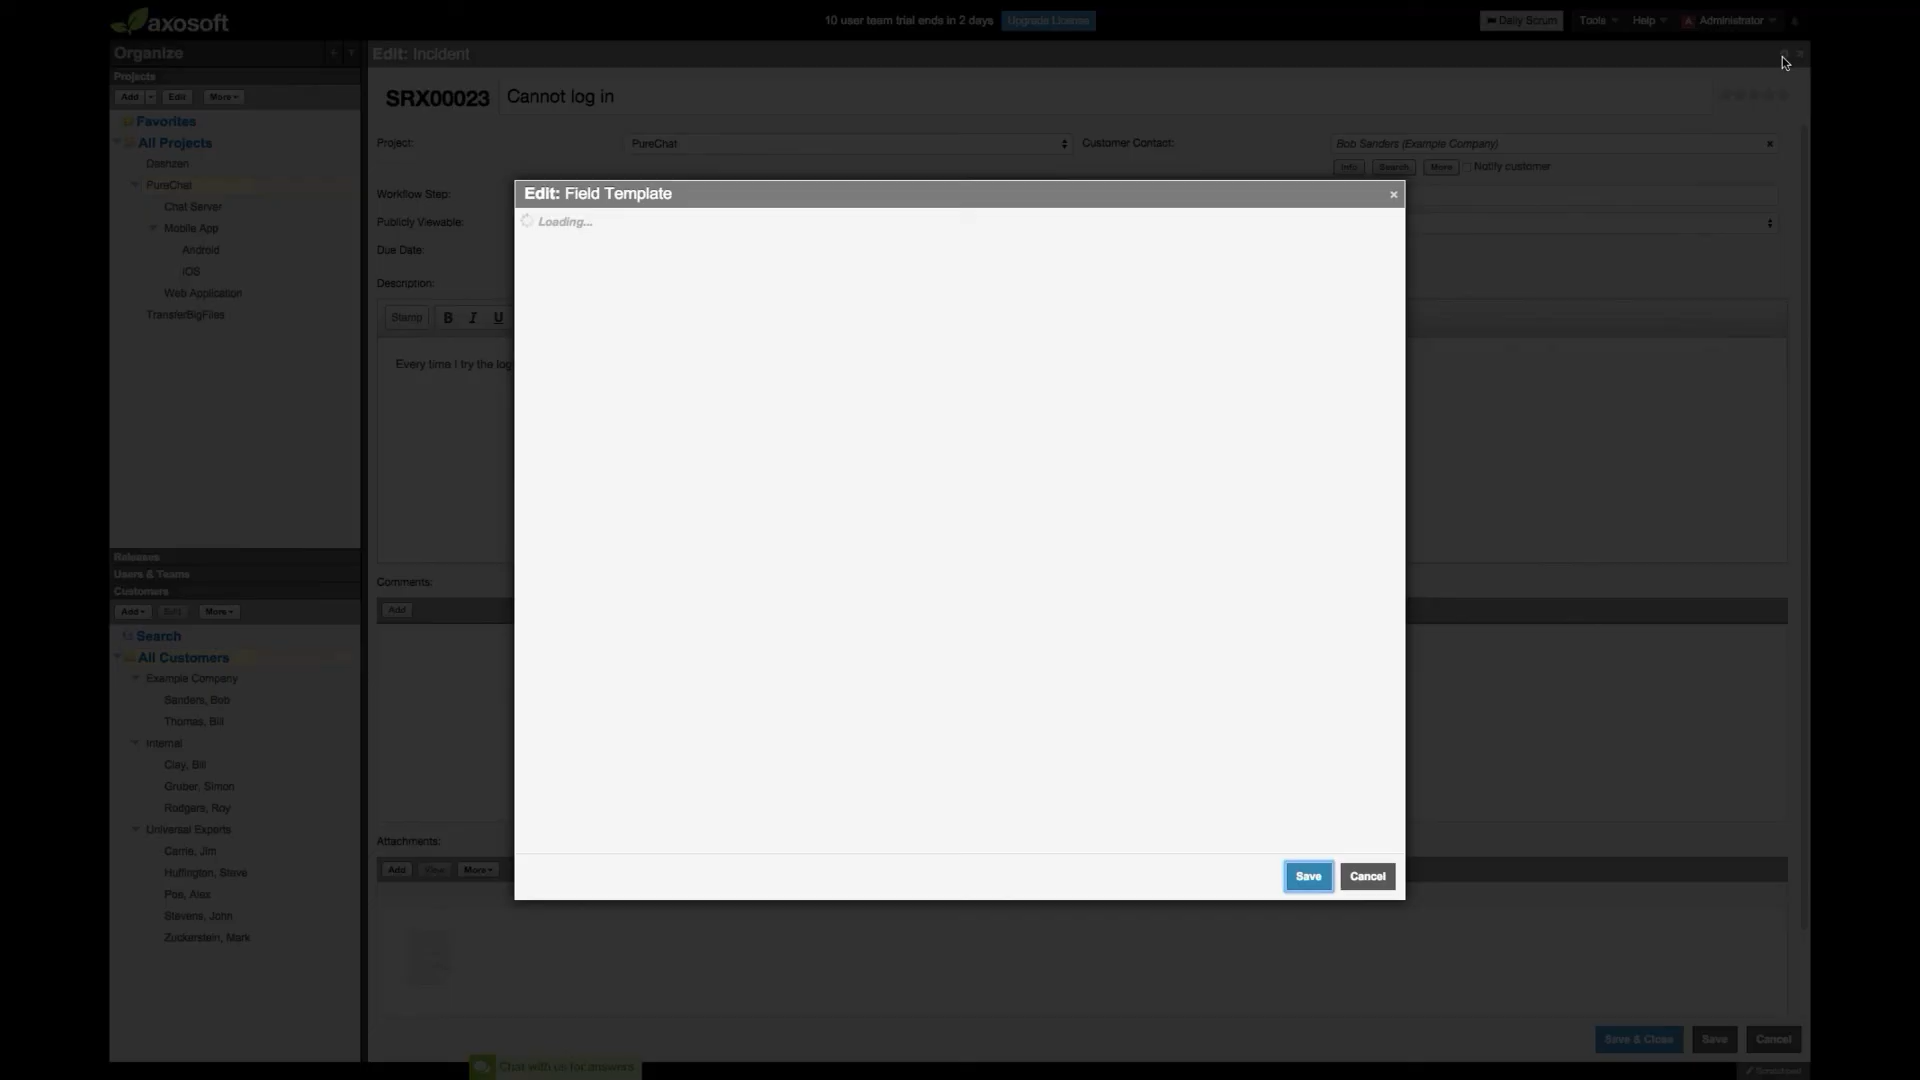 axosoft
10 user team trial ends in 2 days
Upgrade License
Daily Scrum
Tools
Help
Administrator
Organize
Edit: Incident
Projects
Add
Edit
More
SRX00023
Cannot log in
Favorites
All Projects
Dashzen
PureChat
Chat Server
Mobile App
Android
iOS
Web Application
TransferBigFiles
Project:
PureChat
Customer Contact:
Bob Sanders (Example Company)
Info
Search
More
Notify customer
Workflow Step:
Publicly Viewable:
Due Date:
Description:
Stamp
B I U
Every time I try the log
Edit: Field Template
×
Loading...
Save
Cancel
Comments:
Add
Attachments:
Add
View
More
Releases
Users & Teams
Customers
Add
Edit
More
Search
All Customers
Example Company
Sanders, Bob
Thomas, Bill
Internal
Clay, Bill
Gruber, Simon
Rodgers, Roy
Universal Exports
Carrie, Jim
Huffington, Steve
Poe, Alex
Stevens, John
Zuckerstein, Mark
Save & Close
Save
Cancel
Chat with us for answers
Scratchpad